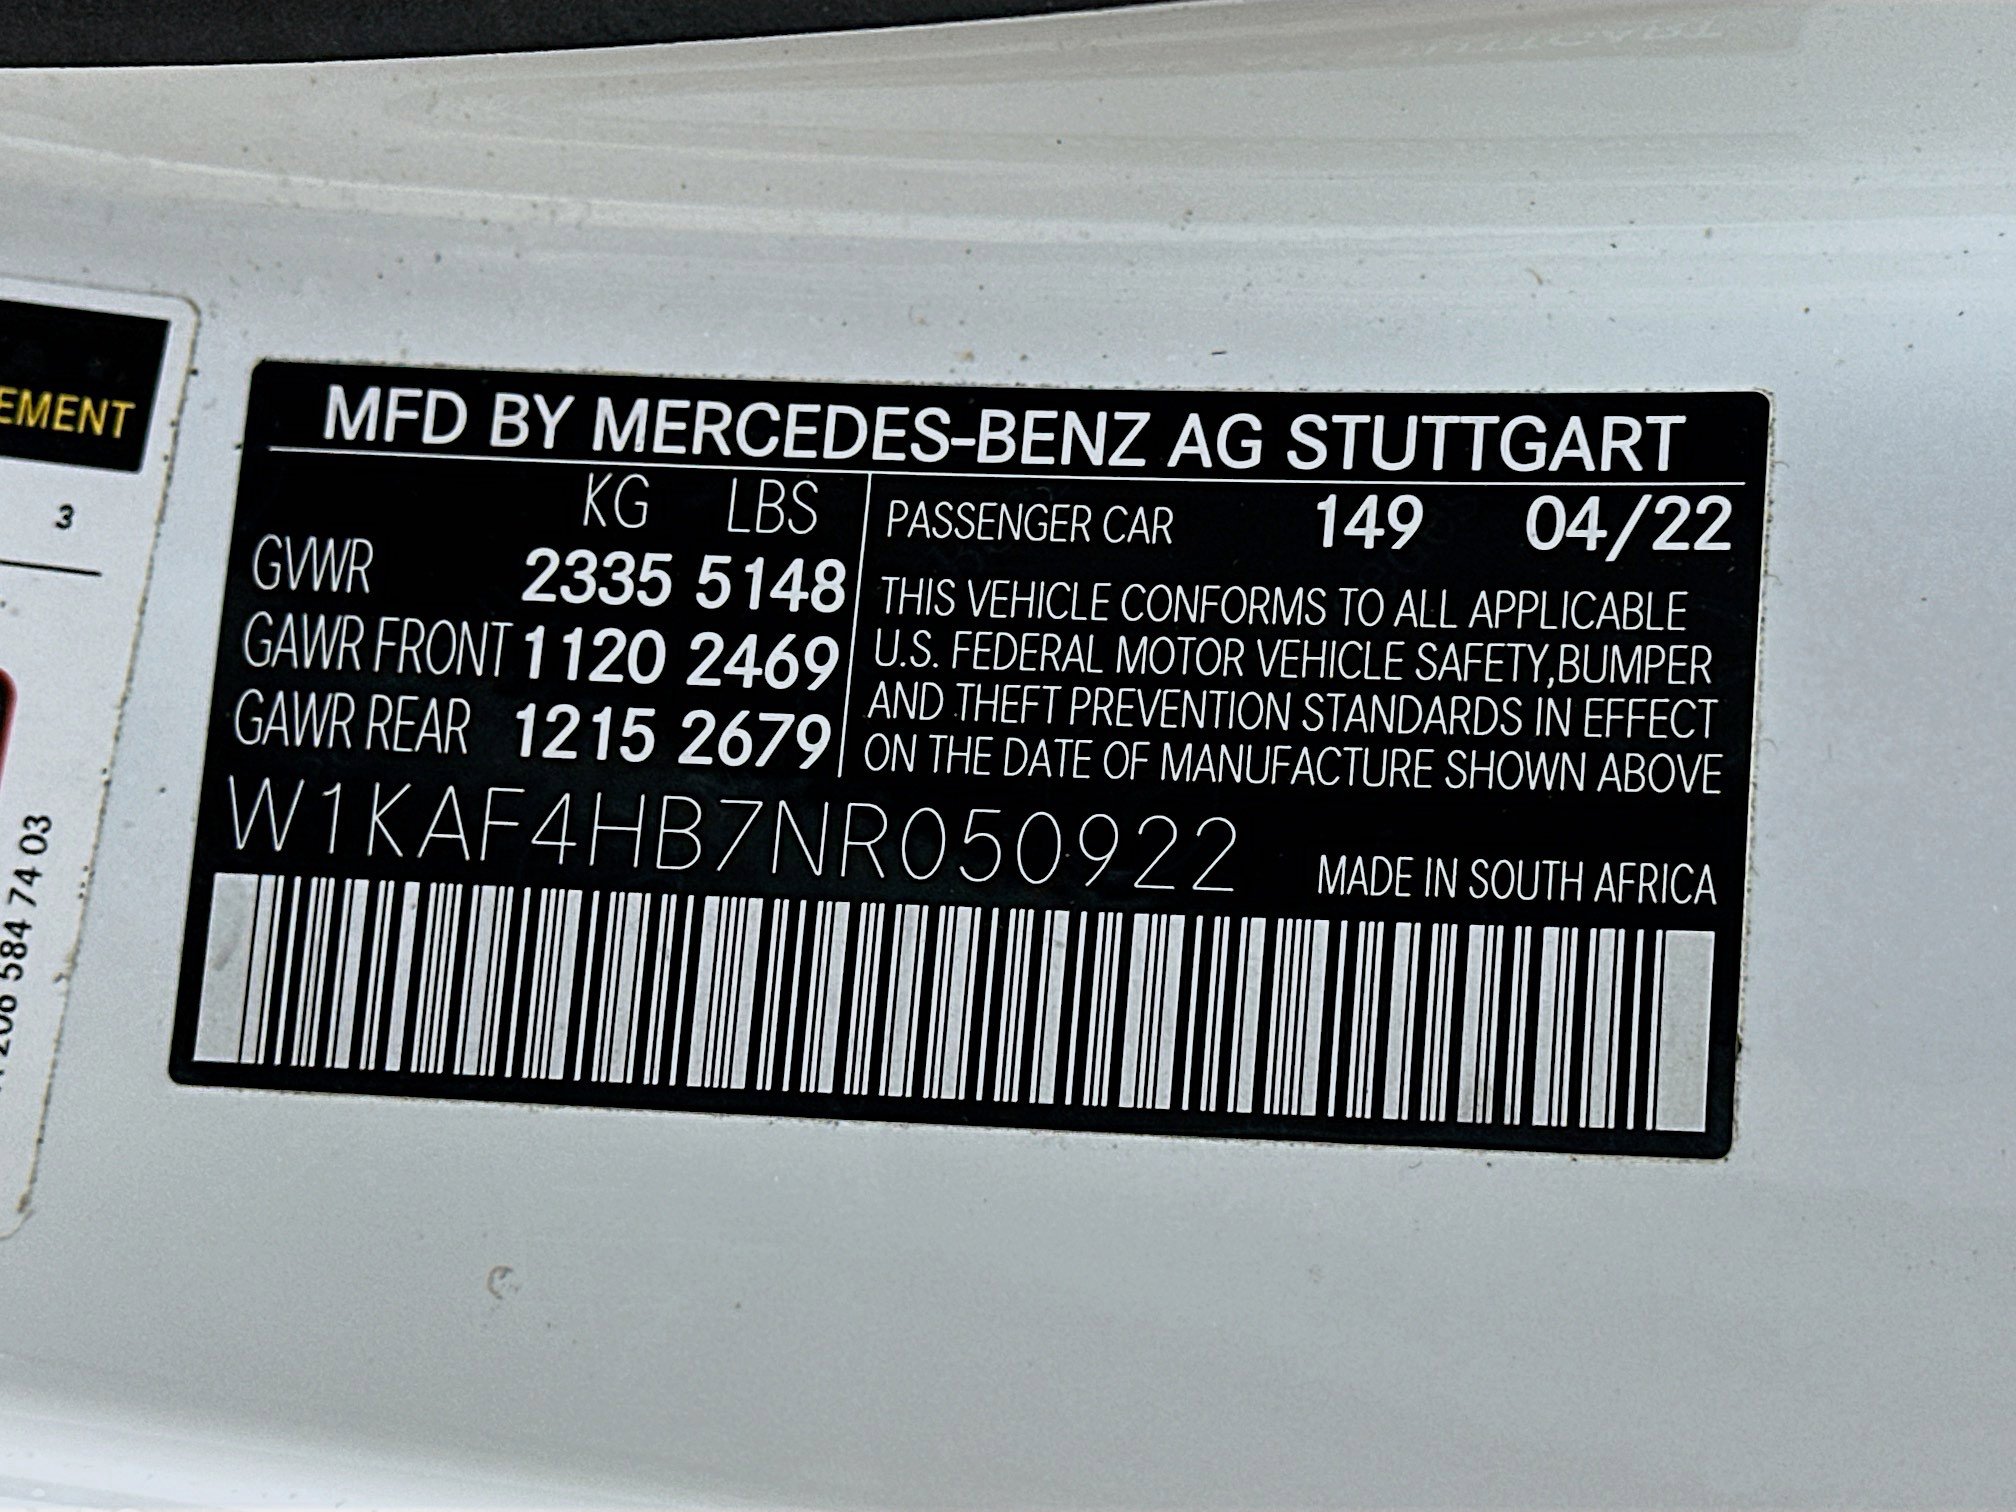 EMENT
3
584 74 03
MFD BY MERCEDES-BENZ AG STUTTGART
KG LBS
GVWR 2335 5148
GAWR FRONT 1120 2469
GAWR REAR 1215 2679
PASSENGER CAR 149 04/22
THIS VEHICLE CONFORMS TO ALL APPLICABLE
U.S. FEDERAL MOTOR VEHICLE SAFETY,BUMPER
AND THEFT PREVENTION STANDARDS IN EFFECT
ON THE DATE OF MANUFACTURE SHOWN ABOVE
W1KAF4HB7NR050922
MADE IN SOUTH AFRICA